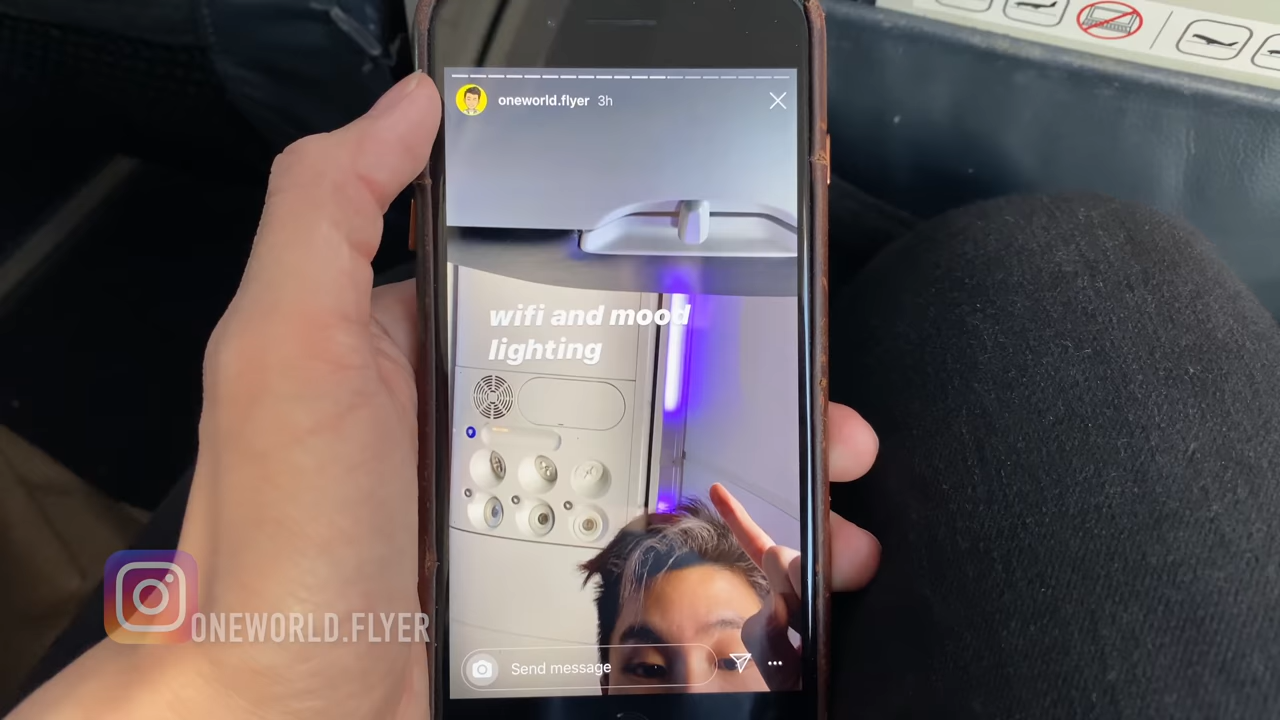 oneworld.flyer 3h
wifi and mood
lighting
Send message
ONEWORLD.FLYER